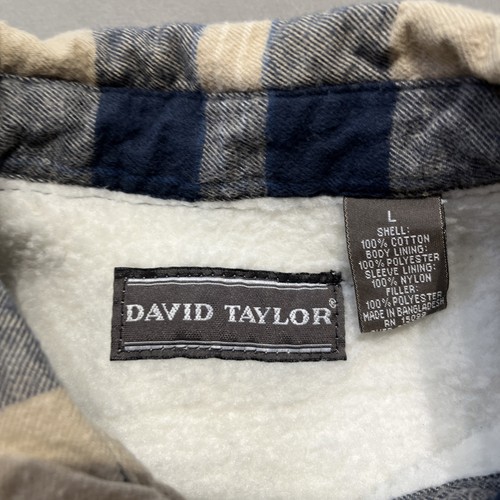 L
SHELL:
100% COTTON
BODY LINING:
100% POLYESTER
SLEEVE LINING:
100% NYLON
FILLER:
100% POLYESTER
MADE IN BANGLADESH
RN
DAVID TAYLOR®